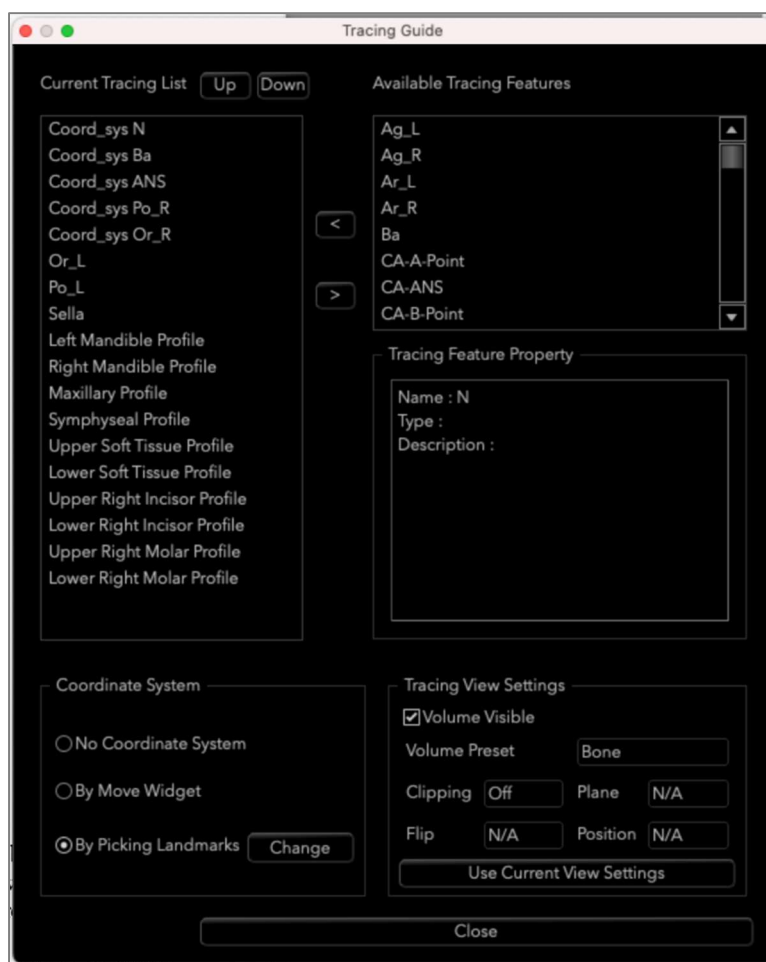 Tracing Guide
Current Tracing List
Up
Down
Available Tracing Features
Coord_sys N
Coord_sys Ba
Coord_sys ANS
Coord_sys Po_R
Coord_sys Or_R
Or_L
Po_L
Sella
Left Mandible Profile
Right Mandible Profile
Maxillary Profile
Symphyseal Profile
Upper Soft Tissue Profile
Lower Soft Tissue Profile
Upper Right Incisor Profile
Lower Right Incisor Profile
Upper Right Molar Profile
Lower Right Molar Profile
<
>
Ag_L
Ag_R
Ar_L
Ar_R
Ba
CA-A-Point
CA-ANS
CA-B-Point
Tracing Feature Property
Name : N
Type :
Description :
Coordinate System
No Coordinate System
By Move Widget
By Picking Landmarks
Change
Tracing View Settings
Volume Visible
Volume Preset Bone
Clipping Off Plane N/A
Flip N/A Position N/A
Use Current View Settings
Close